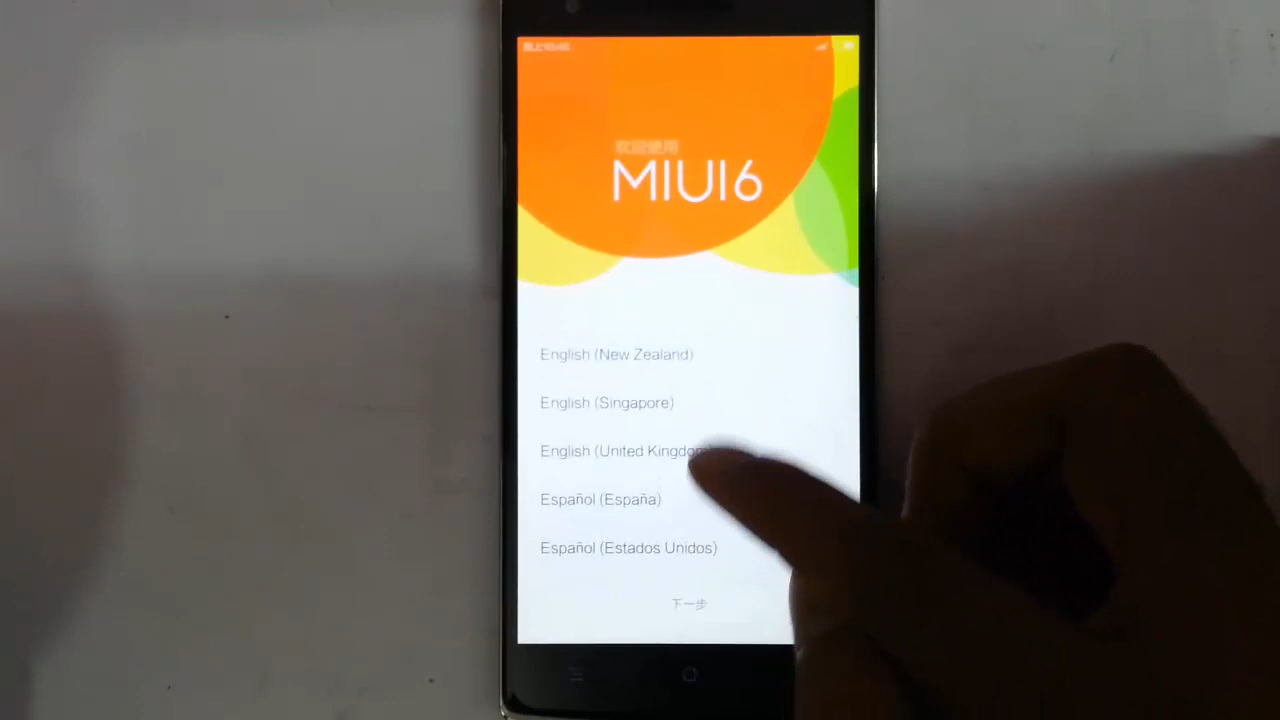 欢迎使用
MIUI6
English (New Zealand)
English (Singapore)
English (United Kingdom)
Español (España)
Español (Estados Unidos)
下一步